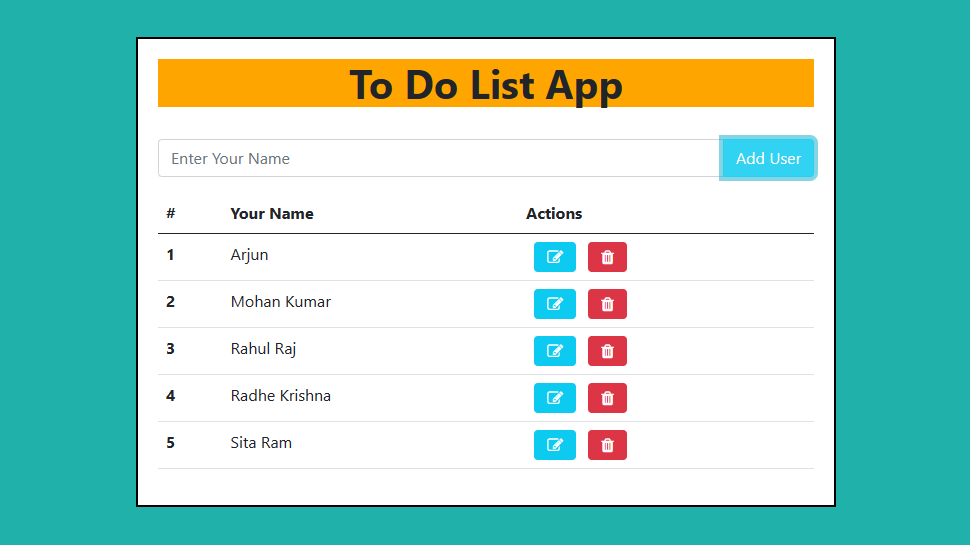 To Do List App
Enter Your Name Add User
# Your Name Actions
1 Arjun
2 Mohan Kumar
3 Rahul Raj
4 Radhe Krishna
5 Sita Ram